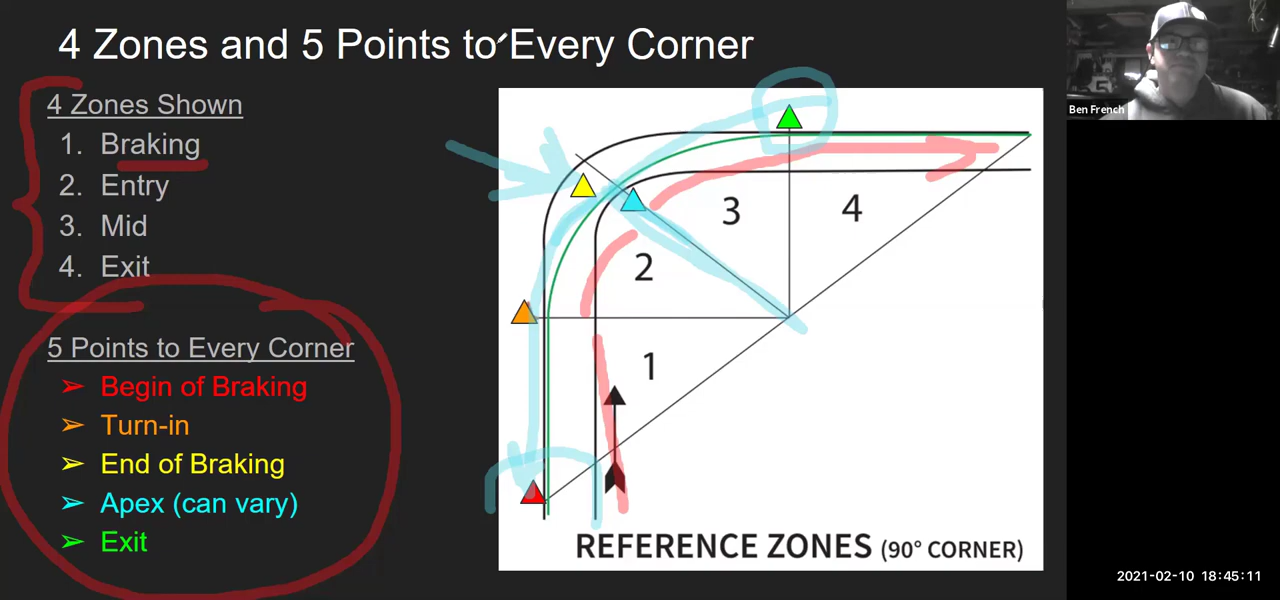 4 Zones and 5 Points to Every Corner
4 Zones Shown
1. Braking
2. Entry
3. Mid
4. Exit
5 Points to Every Corner
➢ Begin of Braking
➢ Turn-in
➢ End of Braking
➢ Apex (can vary)
➢ Exit
3
4
2
1
REFERENCE ZONES (90° CORNER)
Ben French
2021-02-10 18:45:11